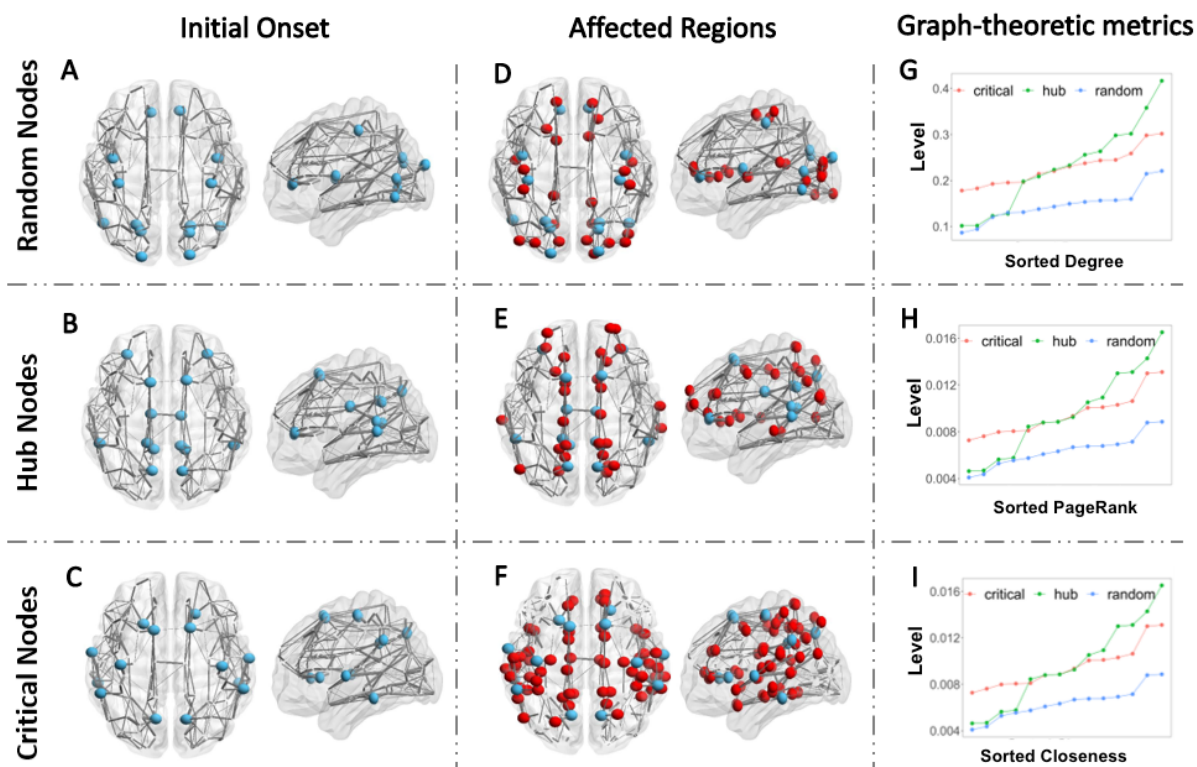 Initial Onset
Affected Regions
Graph-theoretic metrics
Random Nodes
A
D
G
critical
hub
random
Level
0.4
0.3
0.2
0.1
Sorted Degree
Hub Nodes
B
E
H
critical
hub
random
Level
0.016
0.012
0.008
0.004
Sorted PageRank
Critical Nodes
C
F
I
critical
hub
random
Level
0.016
0.012
0.008
0.004
Sorted Closeness